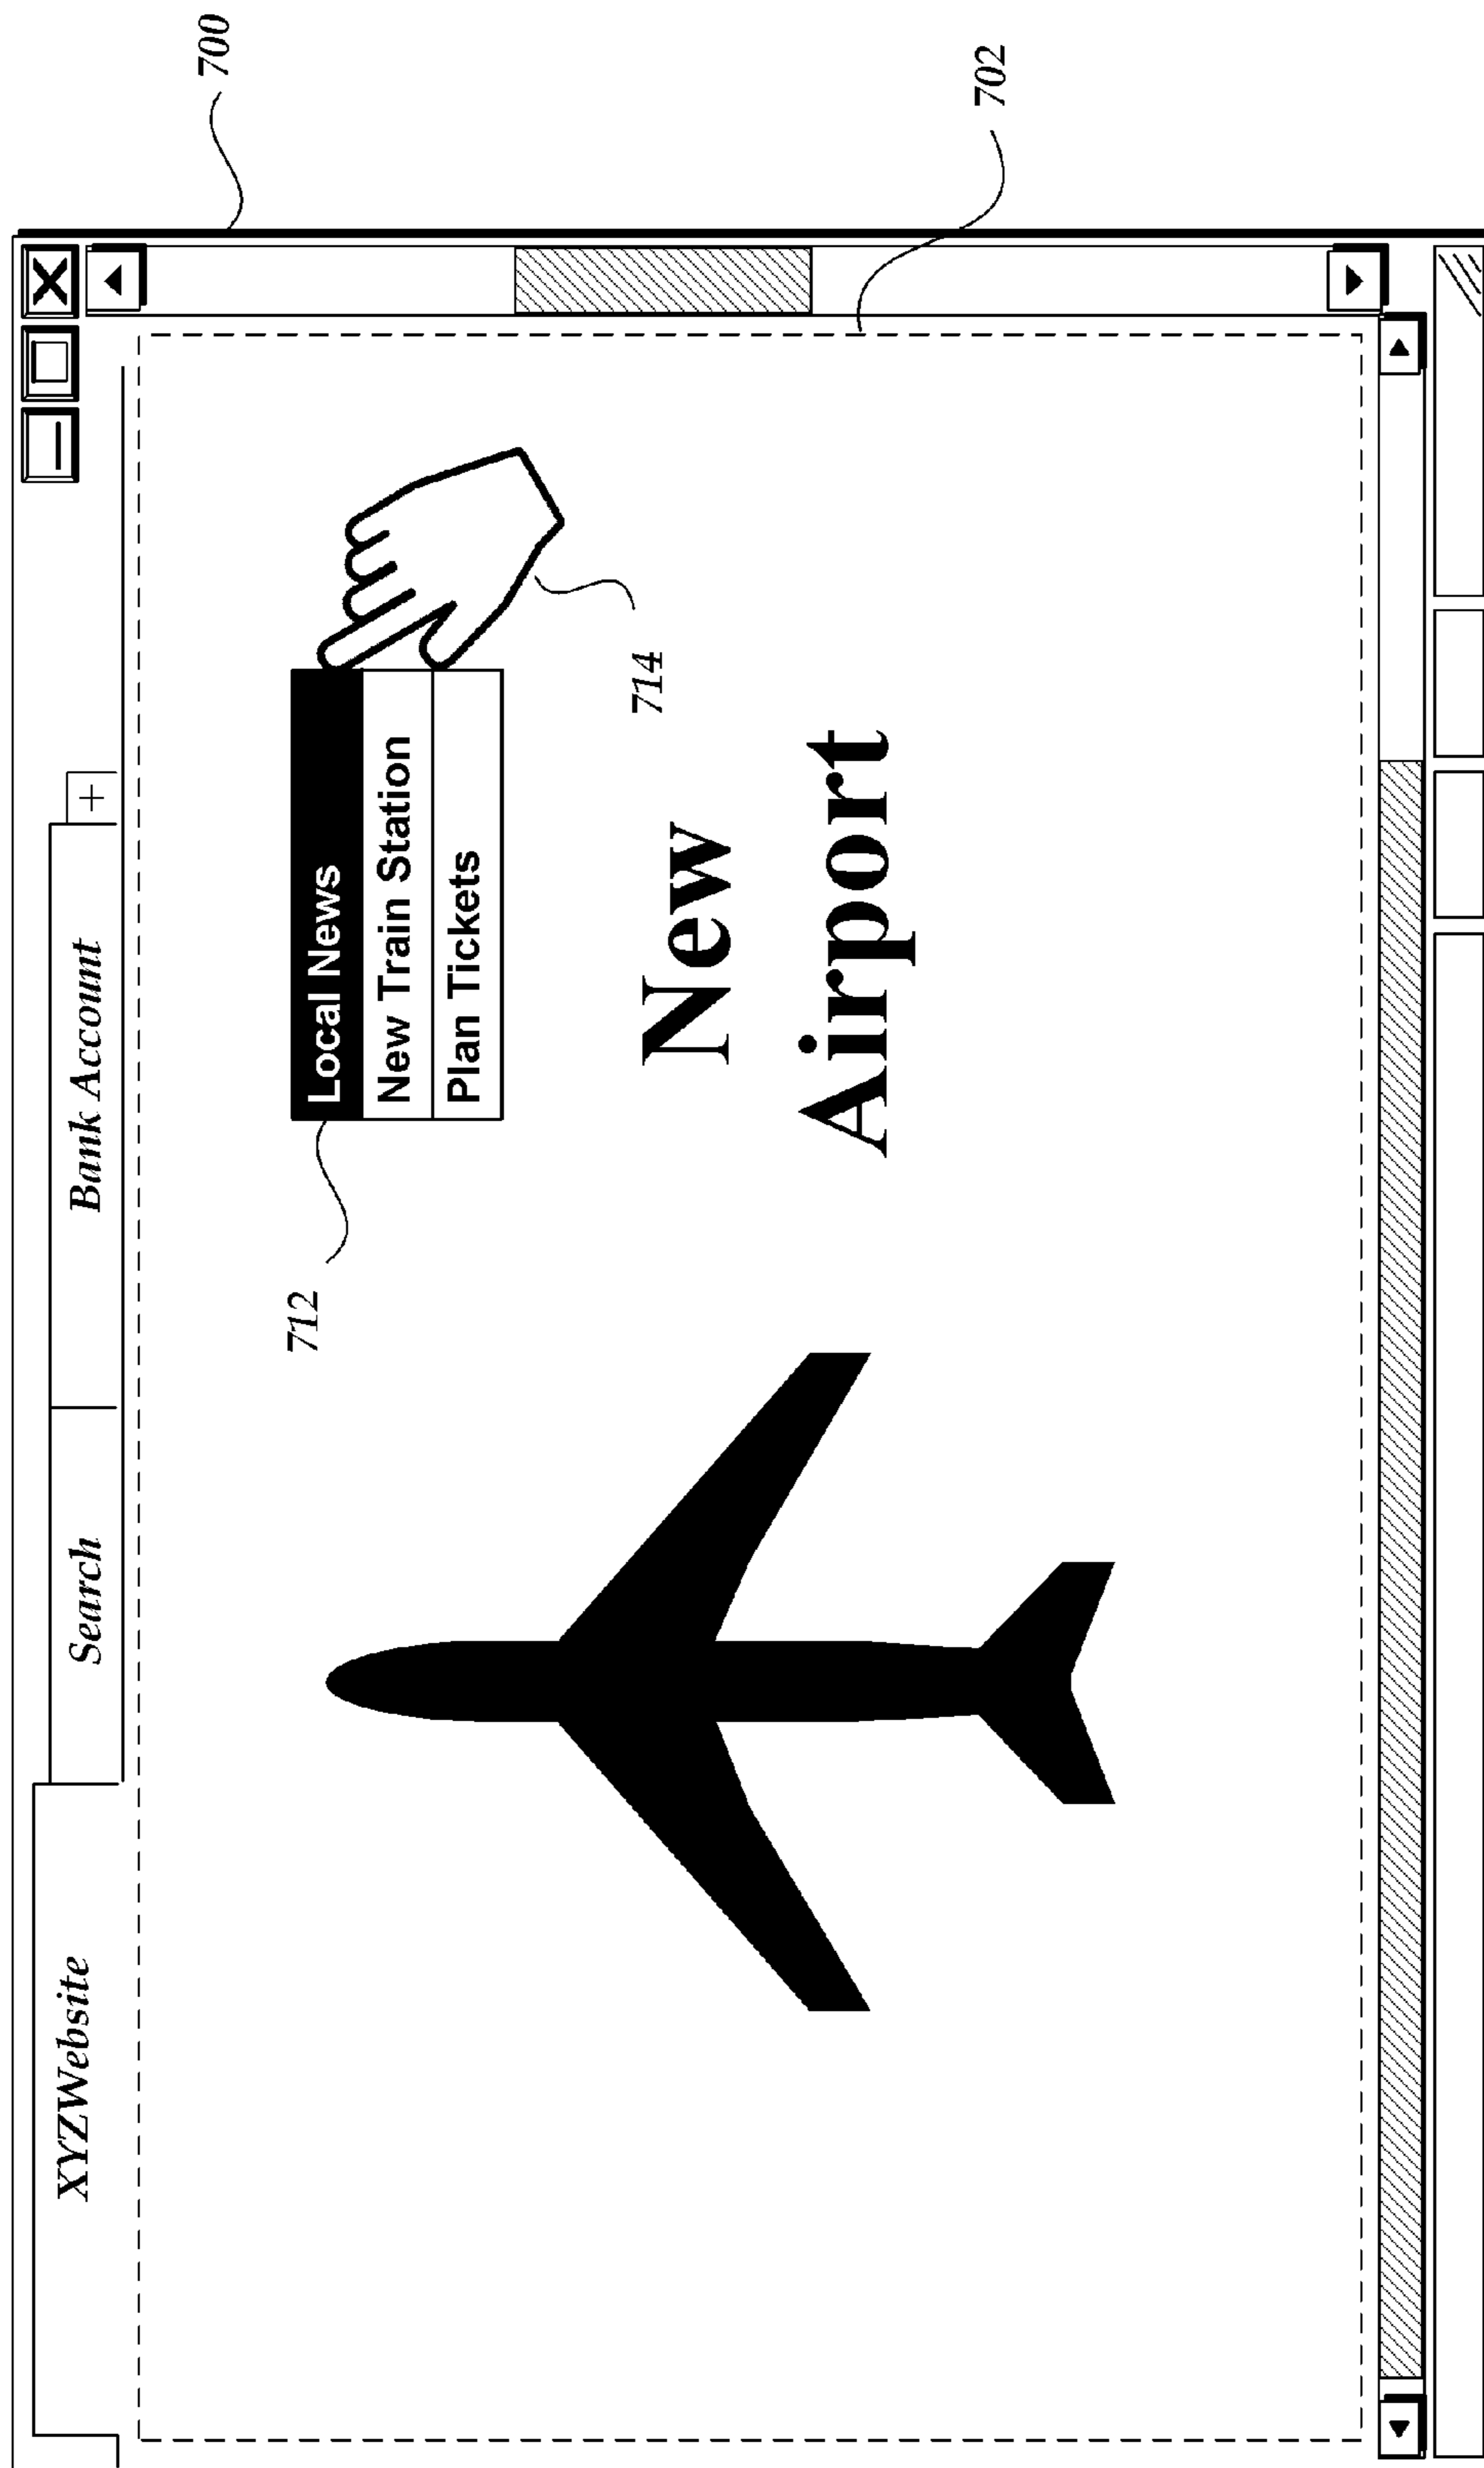 700
XYZWebsite
Search
Bank Account
+
702
712
Local News
New Train Station
Plan Tickets
714
New
Airport